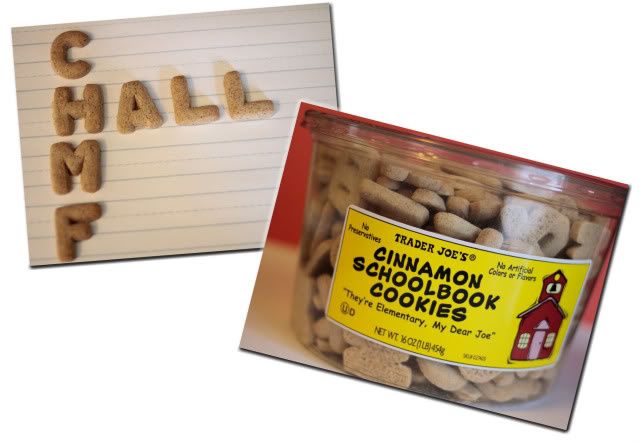 C
HALL
M
F
No
Preservatives
TRADER JOE'S®
No Artificial
Colors or Flavors
CINNAMON
SCHOOLBOOK
COOKIES
"They're Elementary, My Dear Joe"
UD
NET WT. 16 OZ (1 LB) 454g